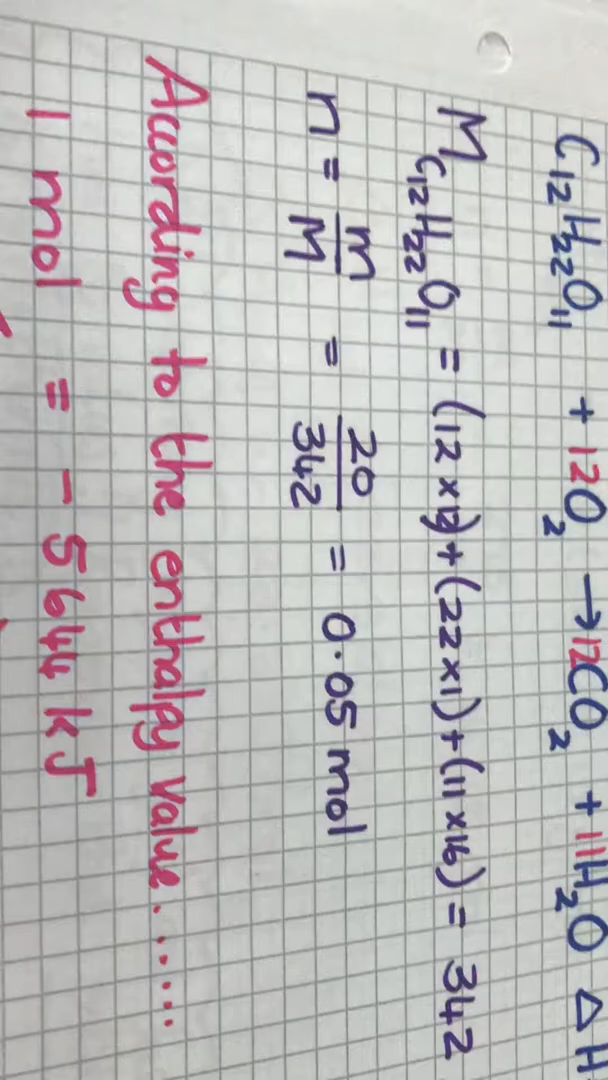 C₁₂H₂₂O₁₁ + 12O₂ → 12CO₂ + 11H₂O ΔH
M C₁₂H₂₂O₁₁ = (12 × 12) + (22 × 1) + (11 × 16) = 342
n = m/M = 20/342 = 0.05 mol
According to the enthalpy value......
1 mol = - 5644 kJ